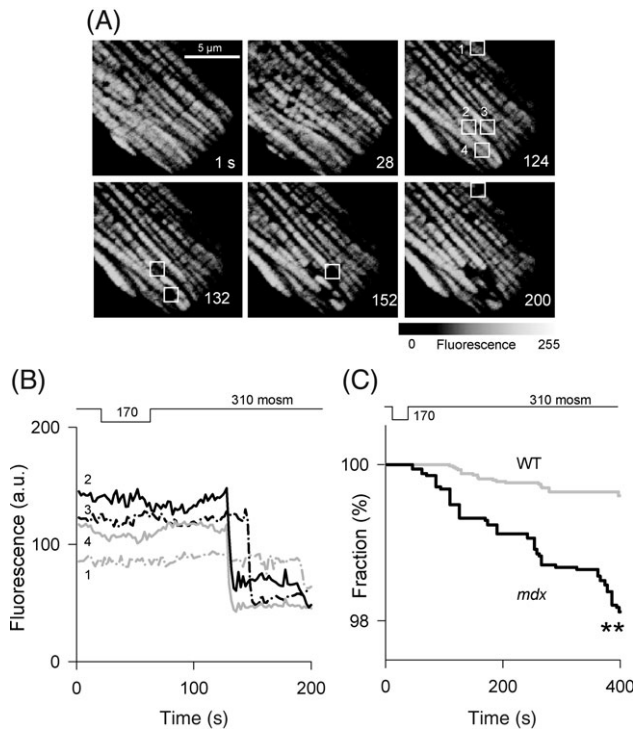 (A)
5 µm
1 s
28
1
2 3
4
124
132
152
200
0 Fluorescence 255
(B)
170
310 mosm
200
100
0
Fluorescence (a.u.)
2
3
4
1
0 100 200
Time (s)
(C)
170
310 mosm
100
98
Fraction (%)
WT
mdx
**
0 200 400
Time (s)